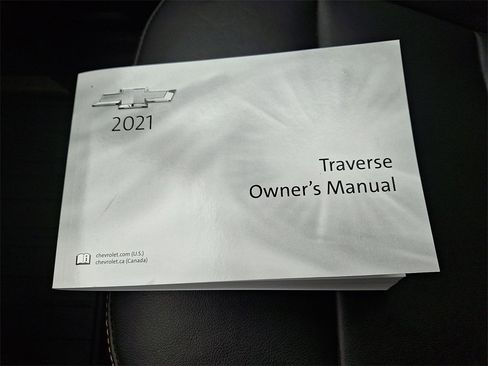 2021
Traverse
Owner's Manual
chevrolet.com (U.S.)
chevrolet.ca (Canada)